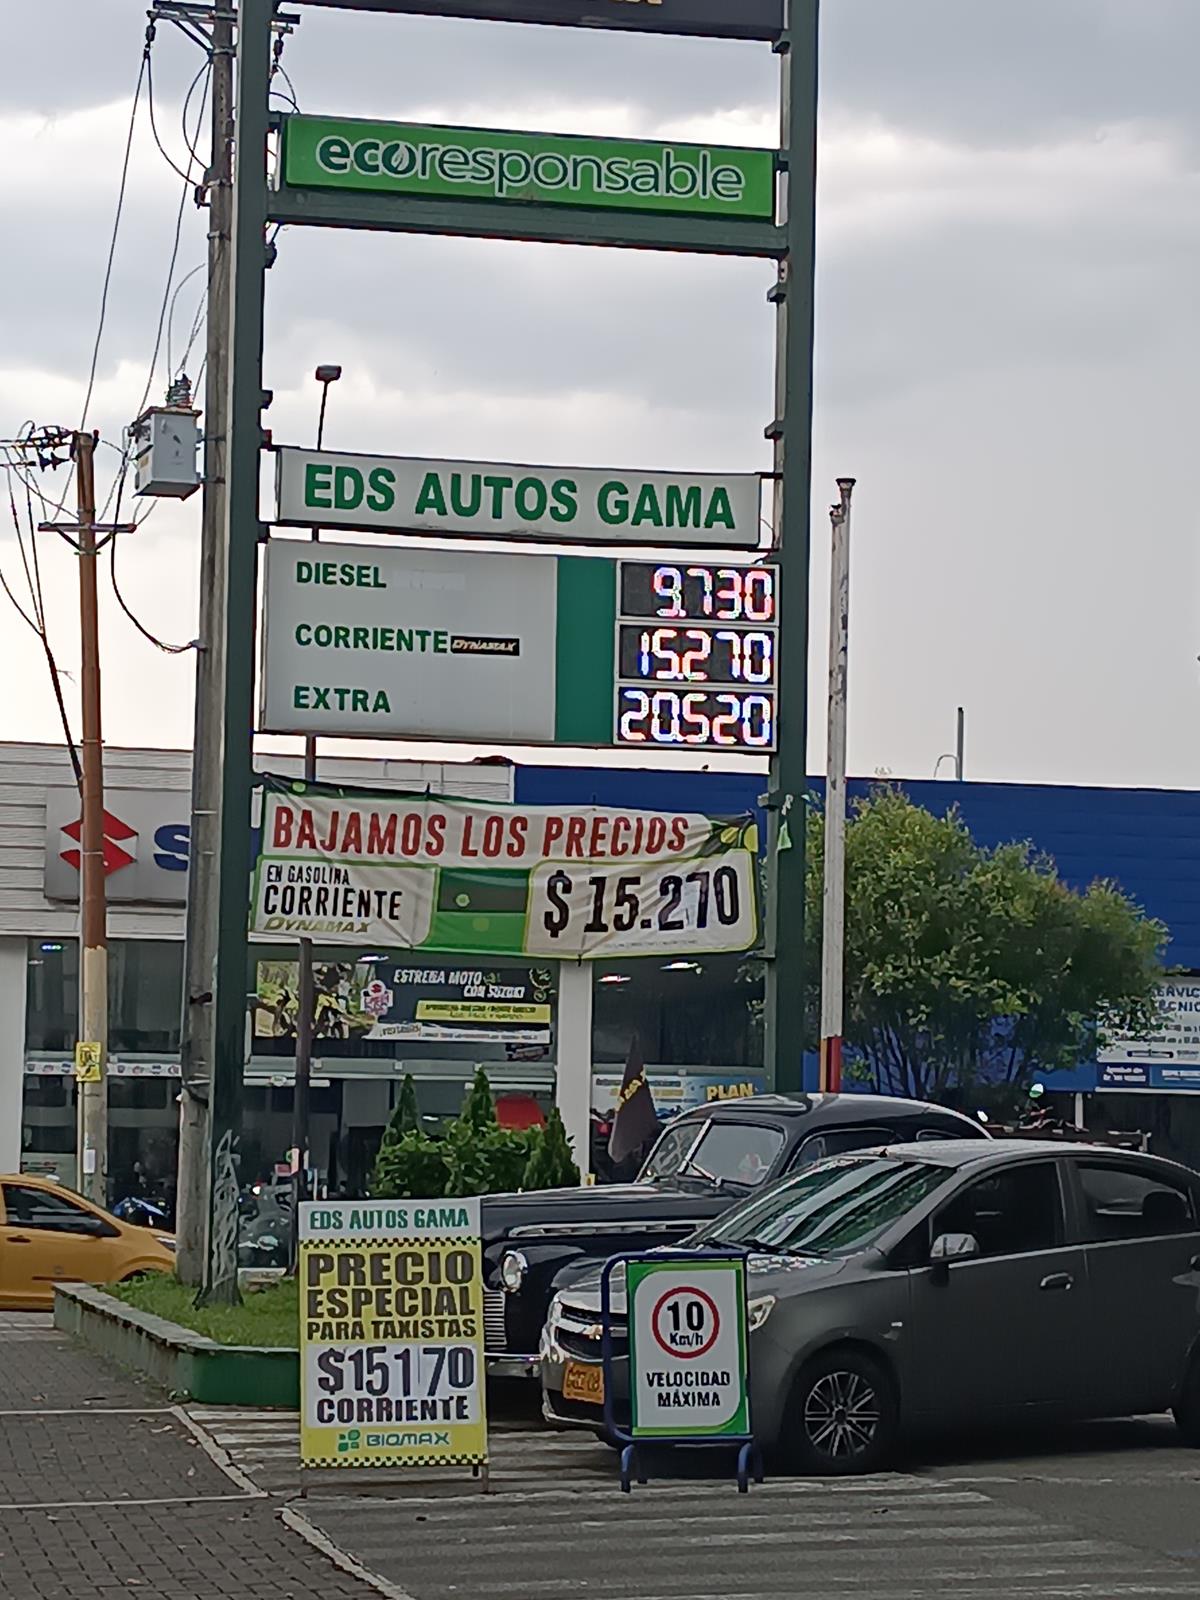 ecoresponsable
EDS AUTOS GAMA
DIESEL 9.730
CORRIENTE DYNAMAX 15.270
EXTRA 20.520
BAJAMOS LOS PRECIOS
EN GASOLINA
CORRIENTE
DYNAMAX
$ 15.270
ESTRENA MOTO
CON SUZUKI
S
PLAN
EDS AUTOS GAMA
PRECIO
ESPECIAL
PARA TAXISTAS
$15170
CORRIENTE
BIOMAX
10
Km/h
VELOCIDAD
MÁXIMA